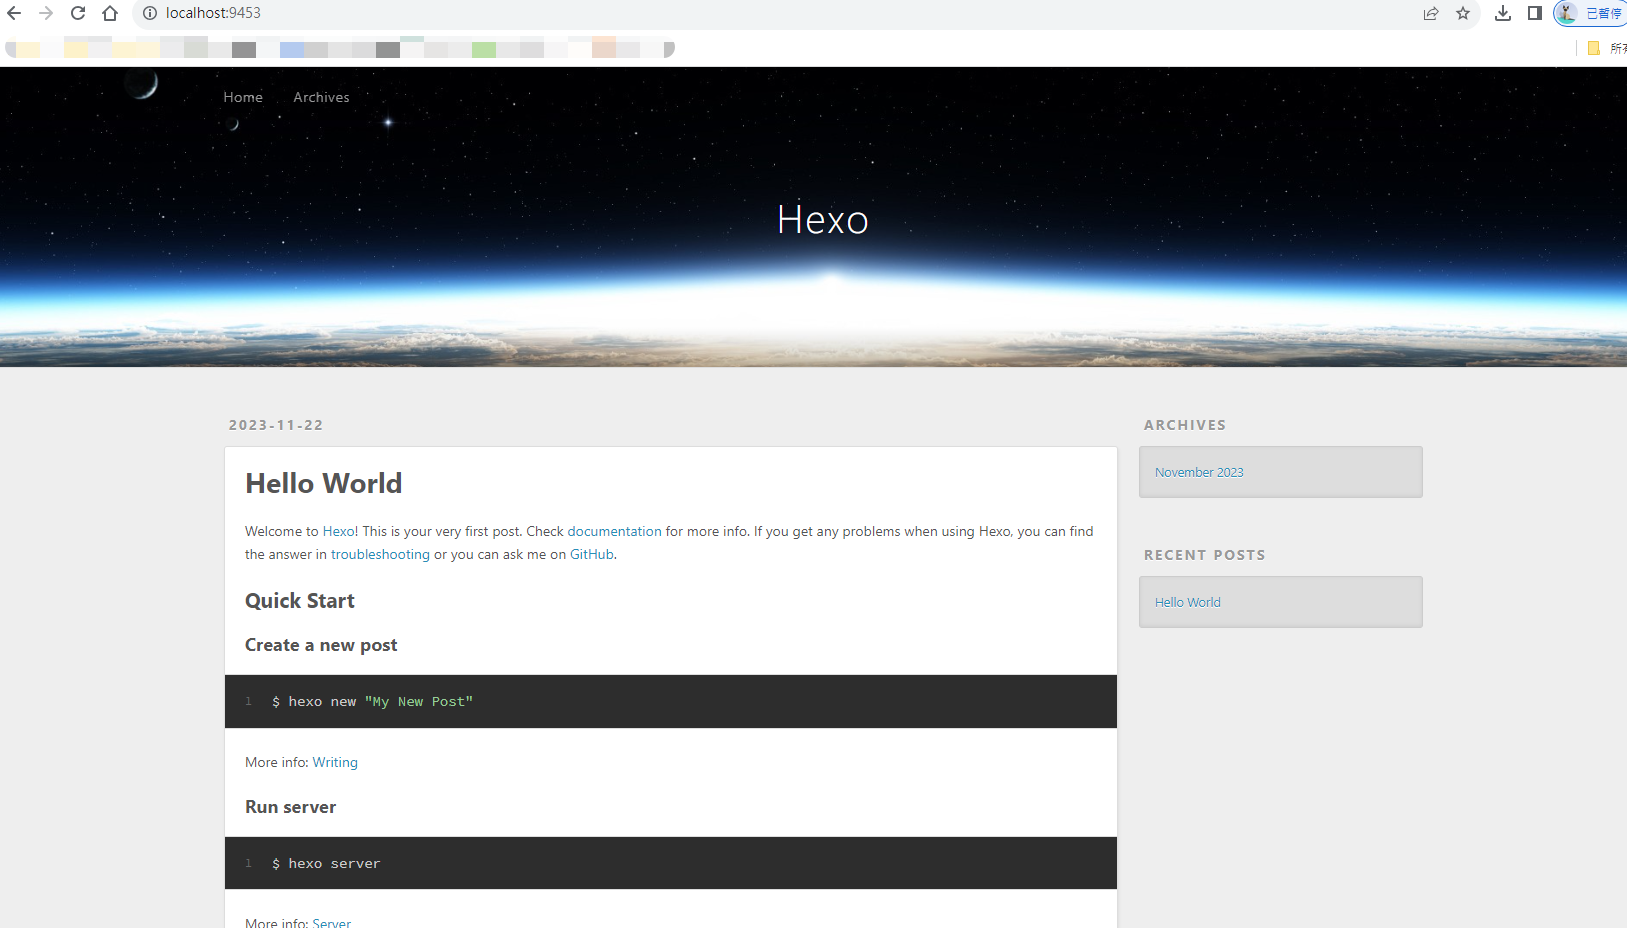 localhost:9453
已暂停
所有
Home Archives
Hexo
2023-11-22
Hello World
Welcome to Hexo! This is your very first post. Check documentation for more info. If you get any problems when using Hexo, you can find
the answer in troubleshooting or you can ask me on GitHub.
Quick Start
Create a new post
1 $ hexo new "My New Post"
More info: Writing
Run server
1 $ hexo server
More info: Server
ARCHIVES
November 2023
RECENT POSTS
Hello World